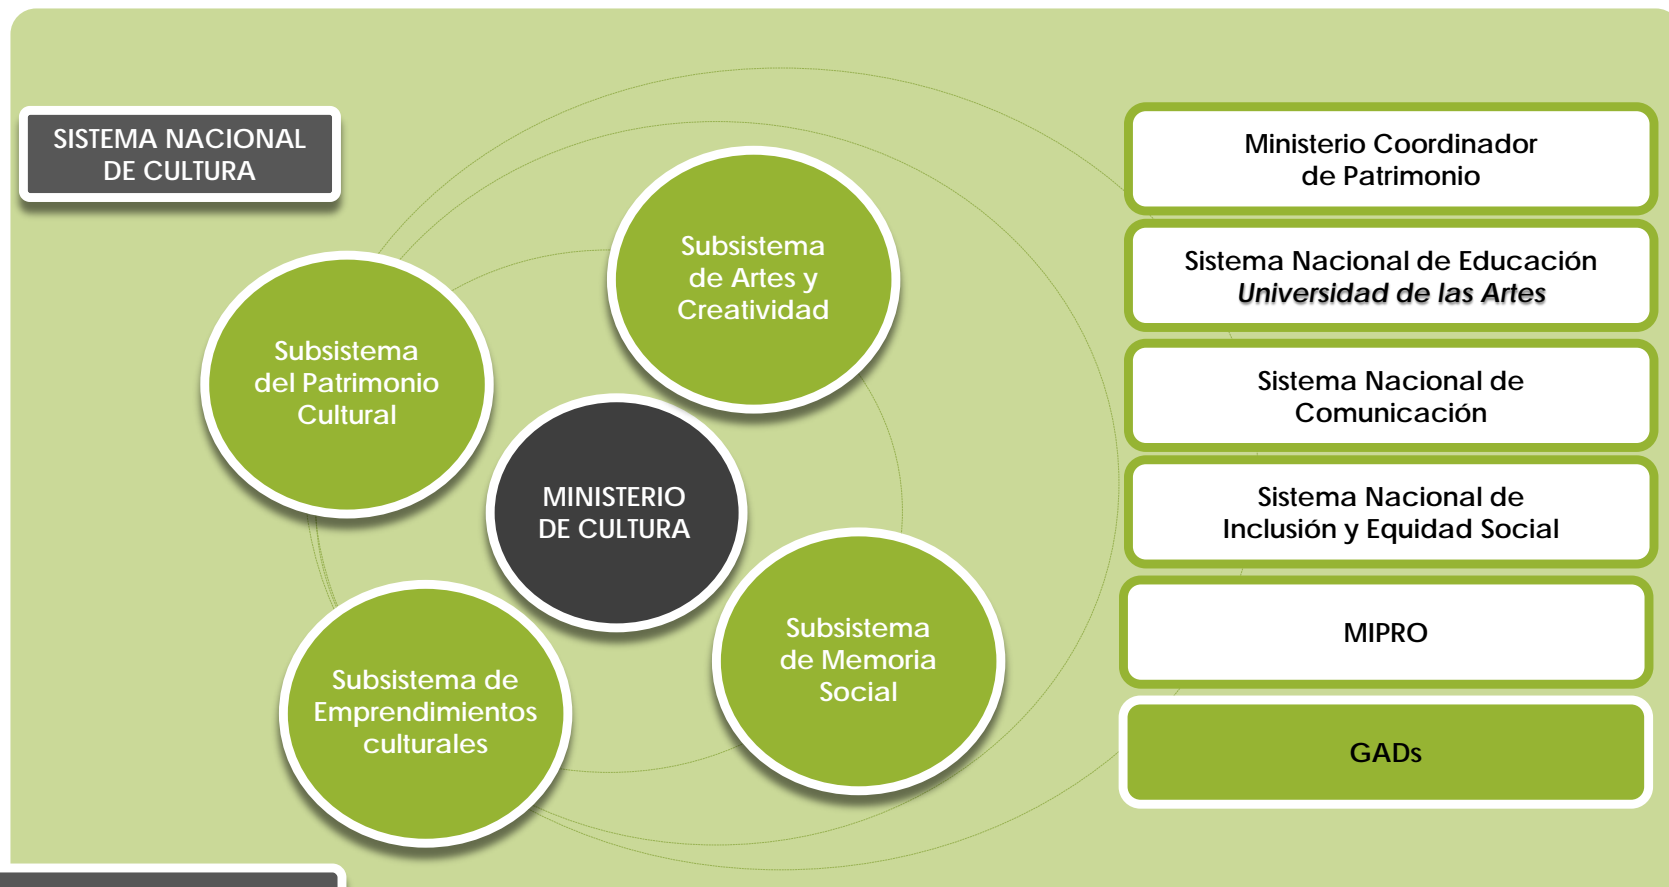 SISTEMA NACIONAL
DE CULTURA
Subsistema
de Artes y
Creatividad
Subsistema
del Patrimonio
Cultural
MINISTERIO
DE CULTURA
Subsistema
de Memoria
Social
Subsistema de
Emprendimientos
culturales
Ministerio Coordinador
de Patrimonio
Sistema Nacional de Educación
Universidad de las Artes
Sistema Nacional de
Comunicación
Sistema Nacional de
Inclusión y Equidad Social
MIPRO
GADs